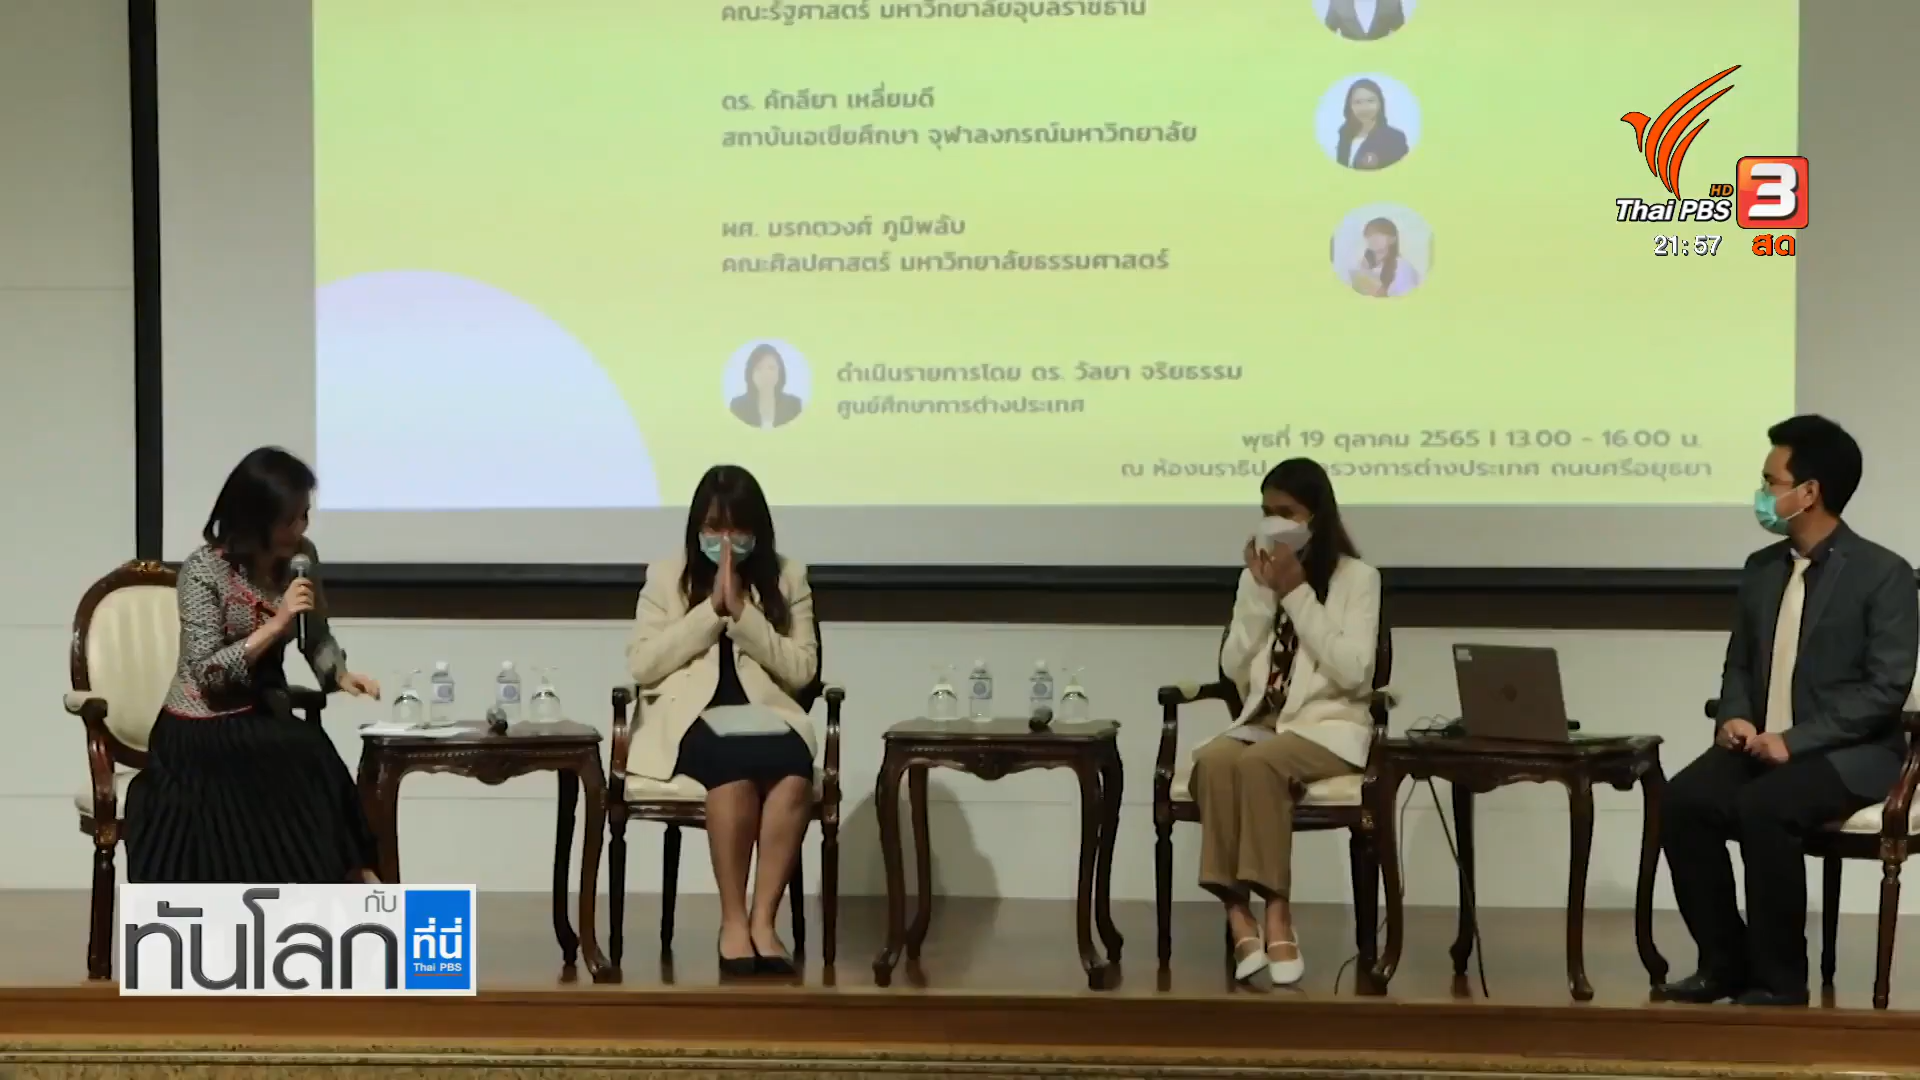 คณะรัฐศาสตร์ มหาวิทยาลัยอุบลราชธานี
ดร. คัทลียา เหลี่ยมดี
สถาบันเอเชียศึกษา จุฬาลงกรณ์มหาวิทยาลัย
ผศ. มรกตวงศ์ ภูมิพลับ
คณะศิลปศาสตร์ มหาวิทยาลัยธรรมศาสตร์
ดำเนินรายการโดย ดร. วัลยา จริยธรรม
ศูนย์ศึกษาการต่างประเทศ
พุธที่ 19 ตุลาคม 2565 | 13.00 - 16.00 น.
ณ ห้องนราธิป รวงการต่างประเทศ ถนนศรีอยุธยา
HD
Thai PBS 3
21:57 สด
ทันโลก กับ ที่นี่
Thai PBS